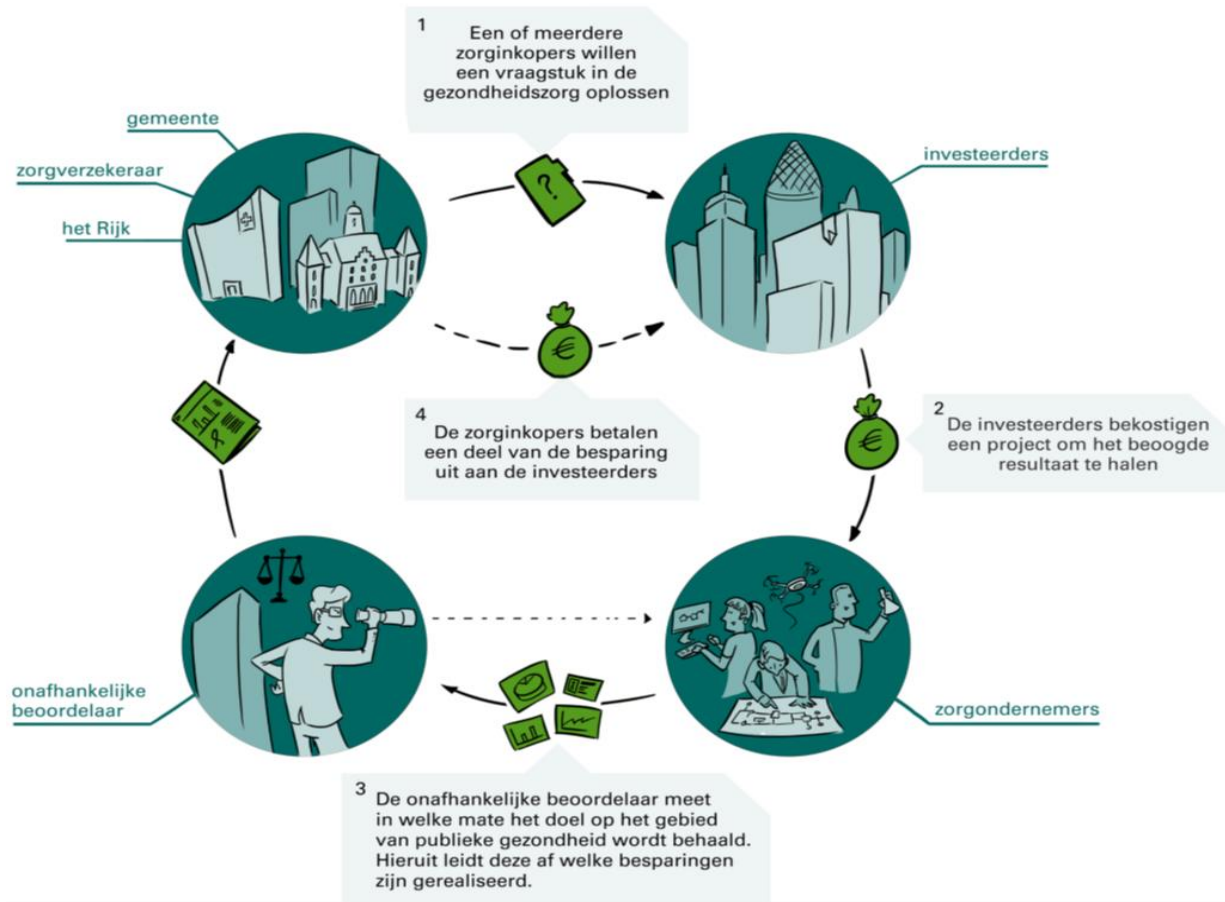 1
Een of meerdere
zorginkopers willen
een vraagstuk in de
gezondheidszorg oplossen
gemeente
zorgverzekeraar
het Rijk
investeerders
?
€
4
De zorginkopers betalen
een deel van de besparing
uit aan de investeerders
€
2
De investeerders bekostigen
een project om het beoogde
resultaat te halen
onafhankelijke
beoordelaar
zorgondernemers
3
De onafhankelijke beoordelaar meet
in welke mate het doel op het gebied
van publieke gezondheid wordt behaald.
Hieruit leidt deze af welke besparingen
zijn gerealiseerd.